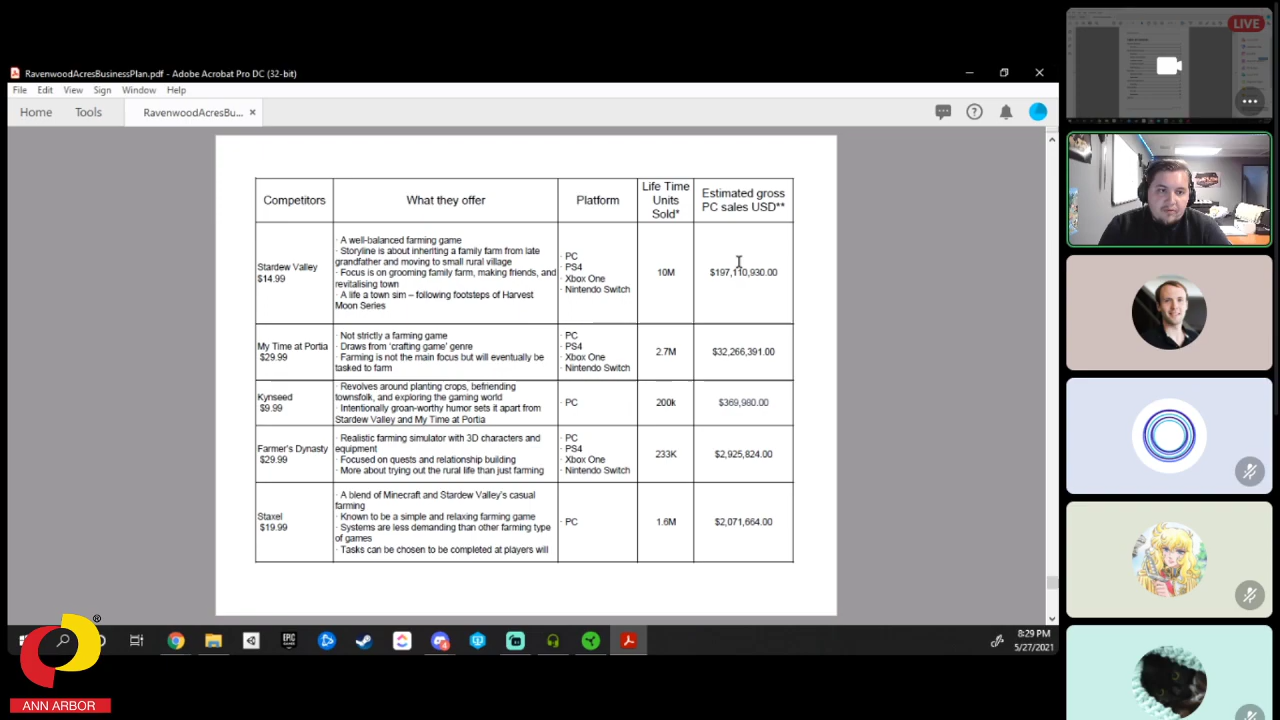 LIVE
RavenwoodAcresBusinessPlan.pdf - Adobe Acrobat Pro DC (32-bit)
File Edit View Sign Window Help
Home Tools RavenwoodAcresBu... ×
Competitors What they offer Platform Life Time Units Sold* Estimated gross PC sales USD**
Stardew Valley
$14.99
· A well-balanced farming game
· Storyline is about inheriting a family farm from late
grandfather and moving to small rural village
· Focus is on grooming family farm, making friends, and
revitalising town
· A life a town sim – following footsteps of Harvest
Moon Series
· PC
· PS4
· Xbox One
· Nintendo Switch
10M
$197,110,930.00
My Time at Portia
$29.99
· Not strictly a farming game
· Draws from 'crafting game' genre
· Farming is not the main focus but will eventually be
tasked to farm
· PC
· PS4
· Xbox One
· Nintendo Switch
2.7M
$32,266,391.00
Kynseed
$9.99
· Revolves around planting crops, befriending
townsfolk, and exploring the gaming world
· Intentionally groan-worthy humor sets it apart from
Stardew Valley and My Time at Portia
· PC
200k
$369,980.00
Farmer's Dynasty
$29.99
· Realistic farming simulator with 3D characters and
equipment
· Focused on quests and relationship building
· More about trying out the rural life than just farming
· PC
· PS4
· Xbox One
· Nintendo Switch
233K
$2,925,824.00
Staxel
$19.99
· A blend of Minecraft and Stardew Valley's casual
farming
· Known to be a simple and relaxing farming game
· Systems are less demanding than other farming type
of games
· Tasks can be chosen to be completed at players will
· PC
1.6M
$2,071,664.00
EPIC GAMES
8:29 PM
5/27/2021
®
ANN ARBOR